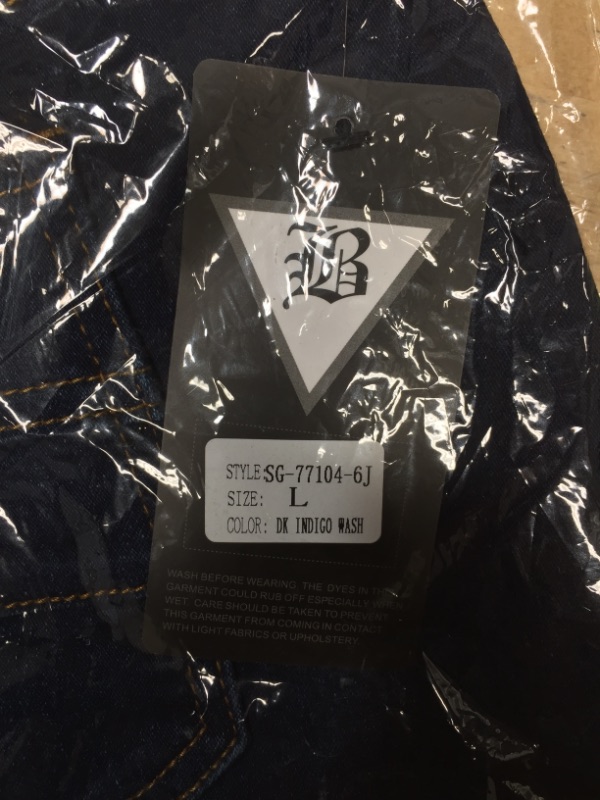 B
STYLE:SG-77104-6J
SIZE: L
COLOR: DK INDIGO WASH
WASH BEFORE WEARING. THE DYES IN
GARMENT COULD RUB OFF ESPECIALLY
WET. CARE SHOULD BE TAKEN TO PREVENT
THIS GARMENT FROM COMING IN CONTACT
WITH LIGHT FABRICS OR UPHOLSTERY.